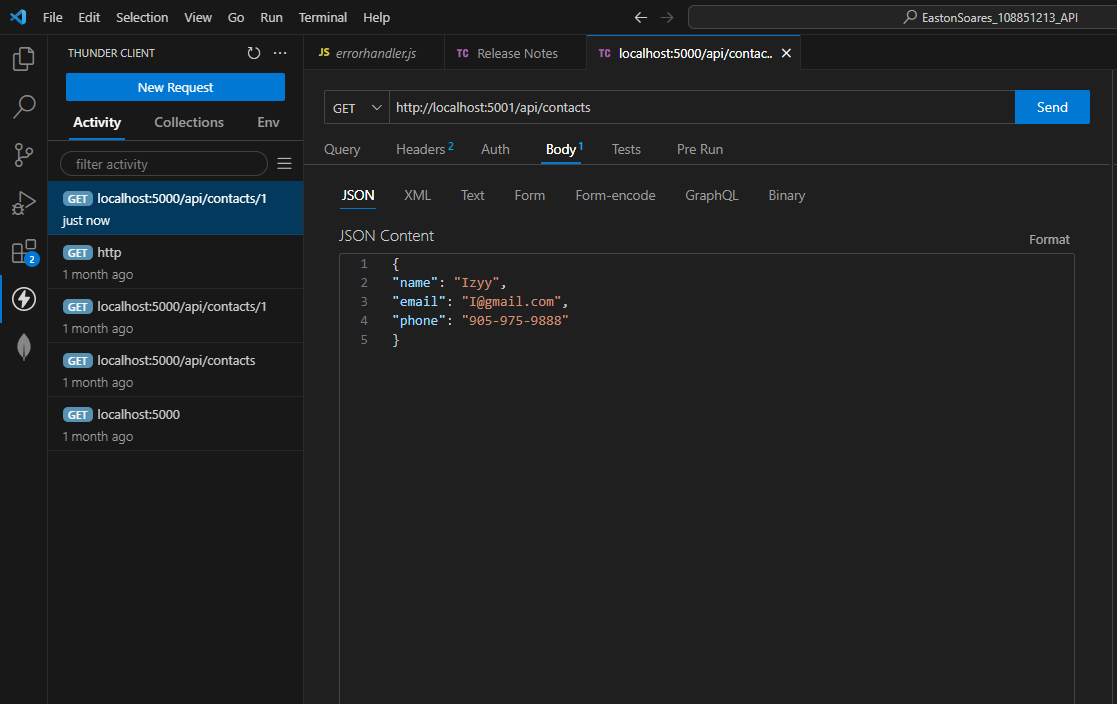 File Edit Selection View Go Run Terminal Help
EastonSoares_108851213_API
THUNDER CLIENT
JS errorhandler.js
TC Release Notes
TC localhost:5000/api/contac..
New Request
Activity Collections Env
filter activity
GET localhost:5000/api/contacts/1
just now
GET http
1 month ago
GET localhost:5000/api/contacts/1
1 month ago
GET localhost:5000/api/contacts
1 month ago
GET localhost:5000
1 month ago
2
GET http://localhost:5001/api/contacts Send
Query Headers 2 Auth Body 1 Tests Pre Run
JSON XML Text Form Form-encode GraphQL Binary
JSON Content
Format
1 {
2 "name": "Izyy",
3 "email": "I@gmail.com",
4 "phone": "905-975-9888"
5 }